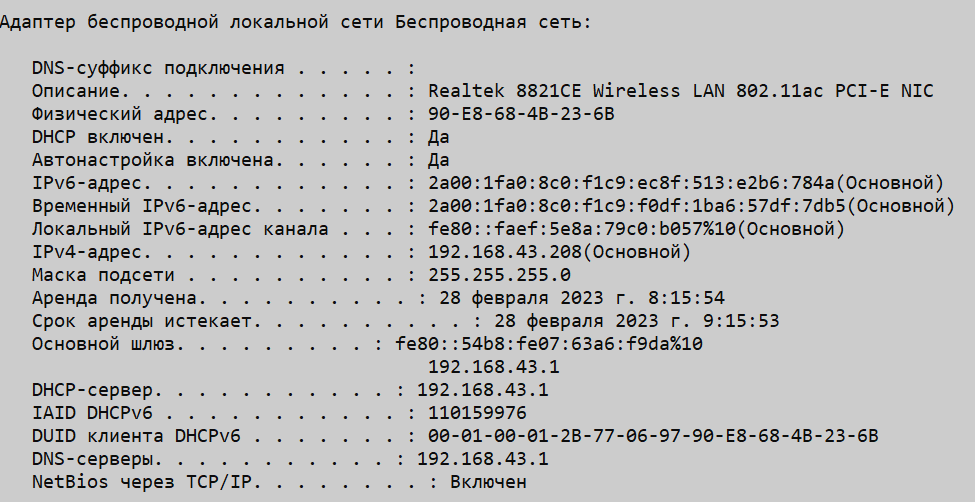 Адаптер беспроводной локальной сети Беспроводная сеть:
DNS-суффикс подключения . . . . . :
Описание. . . . . . . . . . . . . : Realtek 8821CE Wireless LAN 802.11ac PCI-E NIC
Физический адрес. . . . . . . . . : 90-E8-68-4B-23-6B
DHCP включен. . . . . . . . . . . : Да
Автонастройка включена. . . . . . : Да
IPv6-адрес. . . . . . . . . . . . : 2a00:1fa0:8c0:f1c9:ec8f:513:e2b6:784a(Основной)
Временный IPv6-адрес. . . . . . . : 2a00:1fa0:8c0:f1c9:f0df:1ba6:57df:7db5(Основной)
Локальный IPv6-адрес канала . . . : fe80::faef:5e8a:79c0:b057%10(Основной)
IPv4-адрес. . . . . . . . . . . . : 192.168.43.208(Основной)
Маска подсети . . . . . . . . . . : 255.255.255.0
Аренда получена. . . . . . . . . . : 28 февраля 2023 г. 8:15:54
Срок аренды истекает. . . . . . . . . . : 28 февраля 2023 г. 9:15:53
Основной шлюз. . . . . . . . . : fe80::54b8:fe07:63a6:f9da%10
192.168.43.1
DHCP-сервер. . . . . . . . . . . : 192.168.43.1
IAID DHCPv6 . . . . . . . . . . . : 110159976
DUID клиента DHCPv6 . . . . . . . : 00-01-00-01-2B-77-06-97-90-E8-68-4B-23-6B
DNS-серверы. . . . . . . . . . . : 192.168.43.1
NetBios через TCP/IP. . . . . . . . : Включен